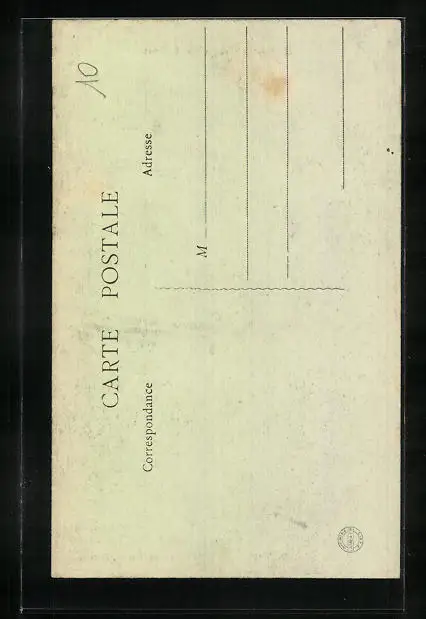 10
CARTE POSTALE
Correspondance
Adresse
M